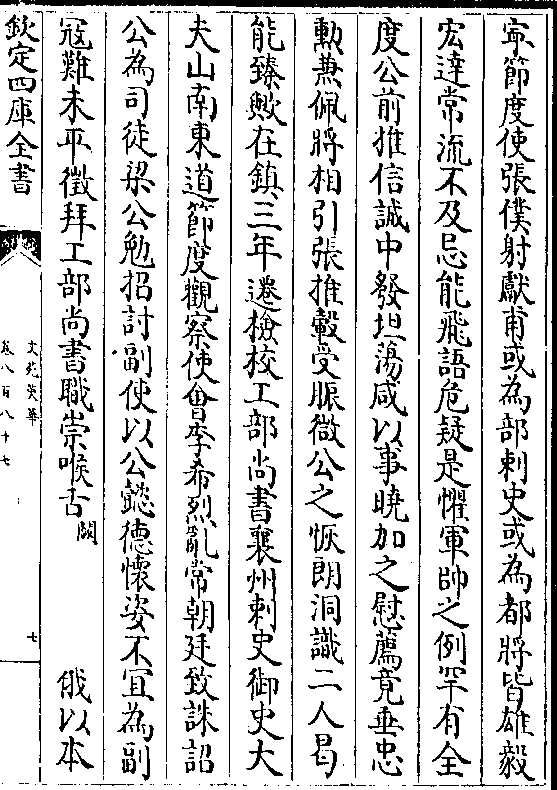 寧節度使張僕射獻甫或為部刺史或為都將皆雄毅
宏達常流不及忌能飛語危疑是懼軍帥之例罕有全
度公前推信誠中發坦蕩咸以事曉加之慰薦竟垂忠
勳兼佩將相引張推轂受脤微公之恢朗洞識二人曷
能臻歟在鎮三年遷檢校工部尚書襄州刺史御史大
夫山南東道節度觀察使會李希烈亂常朝廷致誅詔
公為司徒梁公勉招討副使以公懿德懷姿不宜為副
冦難未平徵拜工部尚書職崇喉舌闕 俄以本
欽定四庫全書
文苑英華
卷八百八十七
七